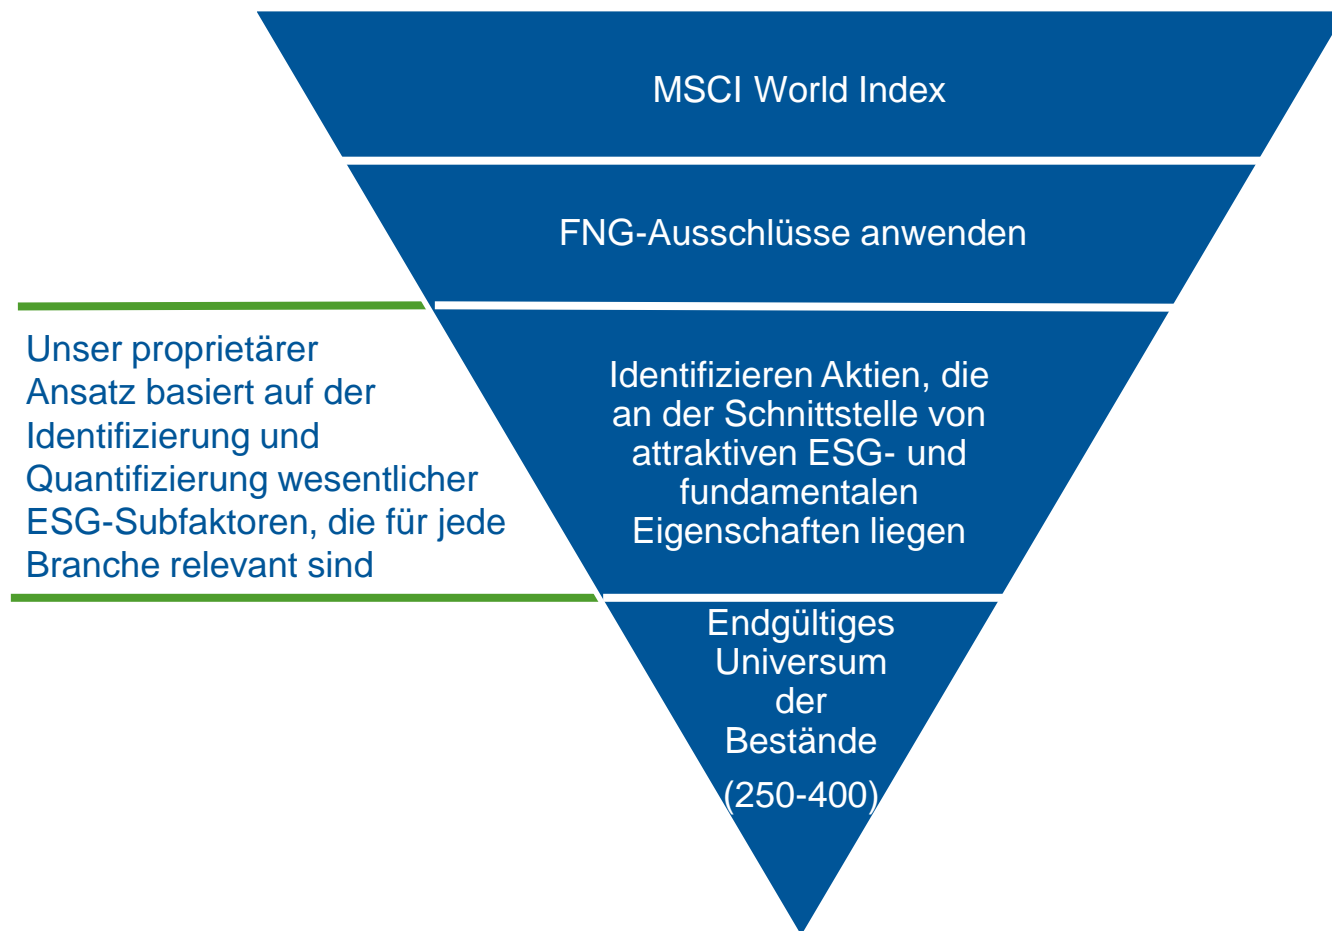 MSCI World Index
FNG-Ausschlüsse anwenden
Unser proprietärer
Ansatz basiert auf der
Identifizierung und
Quantifizierung wesentlicher
ESG-Subfaktoren, die für jede
Branche relevant sind
Identifizieren Aktien, die
an der Schnittstelle von
attraktiven ESG- und
fundamentalen
Eigenschaften liegen
Endgültiges
Universum
der
Bestände
(250-400)